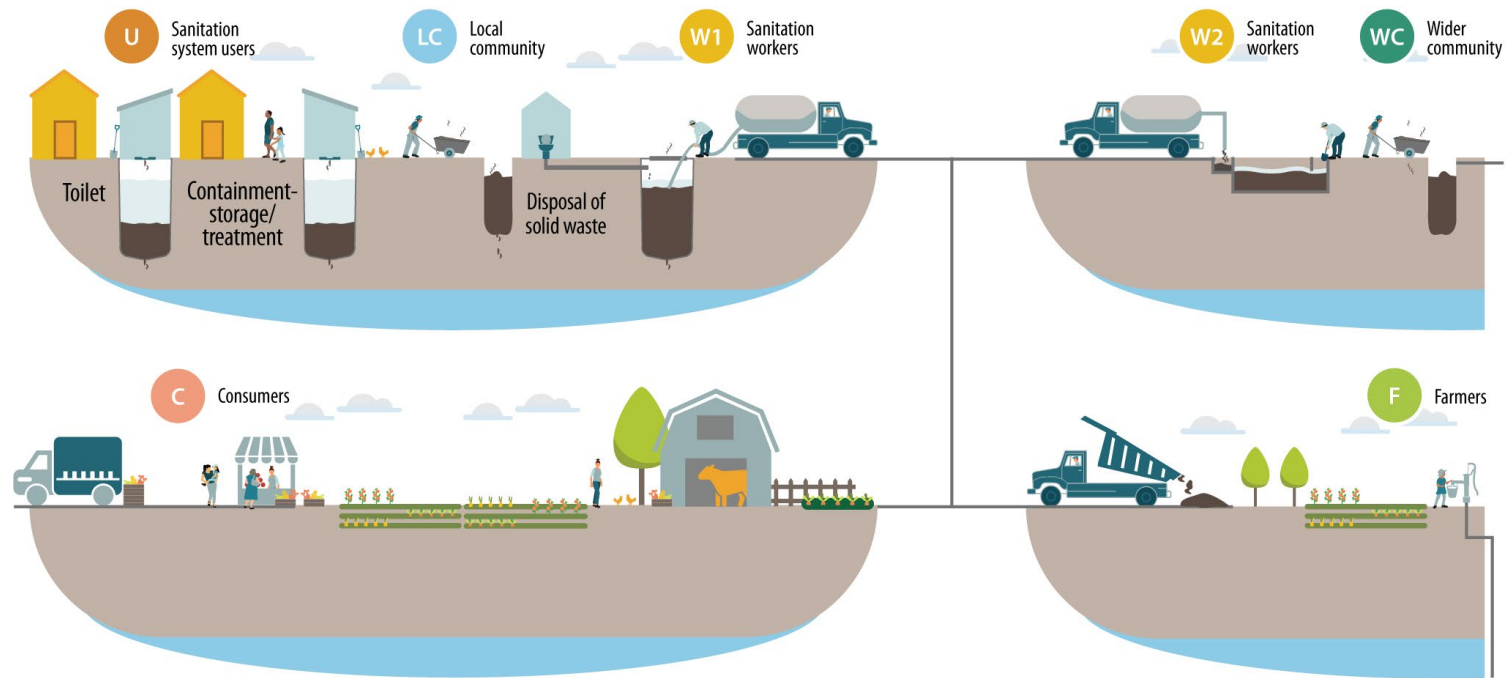 U
Sanitation
system users
LC
Local
community
W1
Sanitation
workers
W2
Sanitation
workers
WC
Wider
community
Toilet
Containment-
storage/
treatment
Disposal of
solid waste
C
Consumers
F
Farmers